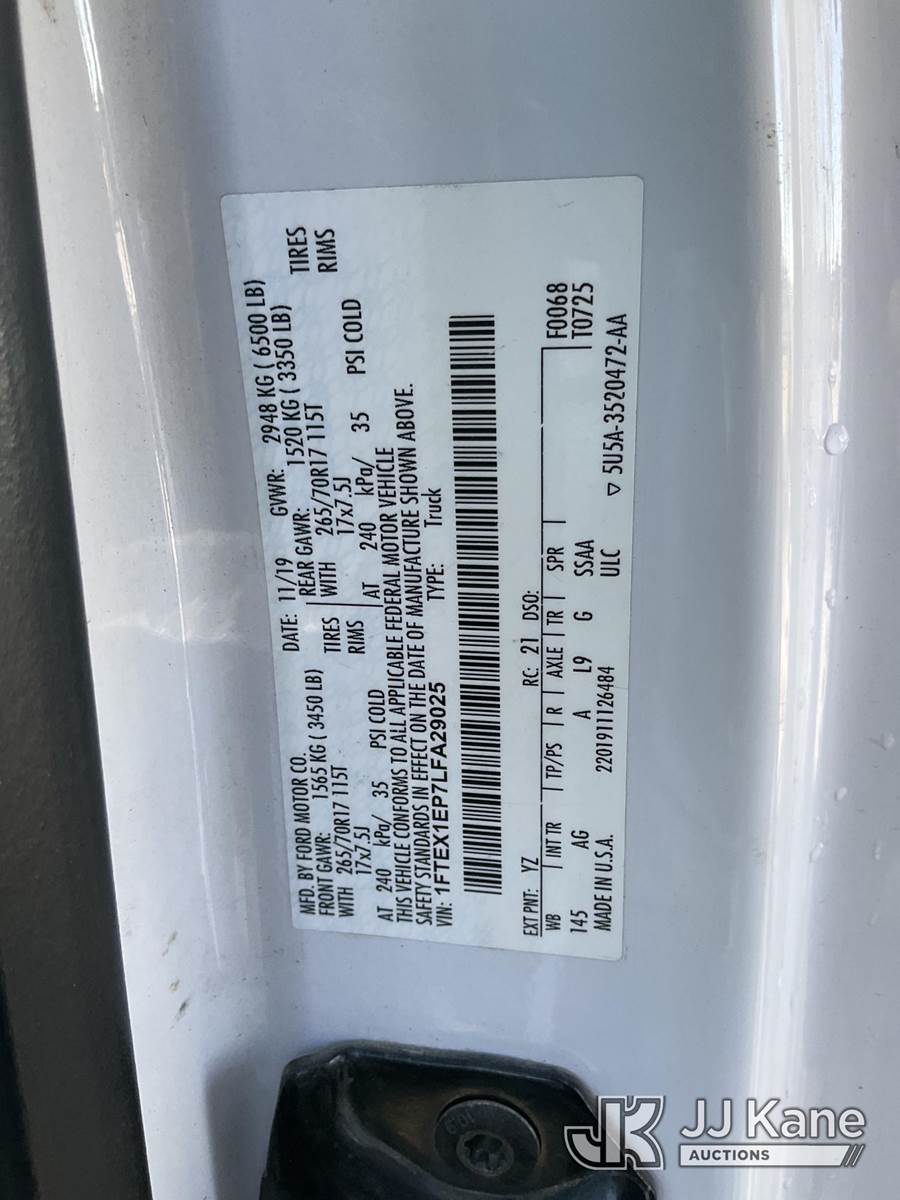 MFD. BY FORD MOTOR CO. DATE: 11/19 GVWR: 2948 KG ( 6500 LB)
FRONT GAWR: 1565 KG ( 3450 LB) REAR GAWR: 1520 KG ( 3350 LB)
WITH 265/70R17 115T TIRES WITH 265/70R17 115T TIRES
17x7.5J RIMS 17x7.5J RIMS
AT 240 kPa/ 35 PSI COLD AT 240 kPa/ 35 PSI COLD
THIS VEHICLE CONFORMS TO ALL APPLICABLE FEDERAL MOTOR VEHICLE
SAFETY STANDARDS IN EFFECT ON THE DATE OF MANUFACTURE SHOWN ABOVE.
VIN: 1FTEX1EP7LFA29025 TYPE: Truck
EXT PNT: YZ RC: 21 DSO: F0068
WB INT TR TP/PS R AXLE TR SPR T0725
145 AG A L9 G SSAA
MADE IN U.S.A. 2201911126484 ULC ▽ 5U5A-3520472-AA
JK JJ Kane
AUCTIONS